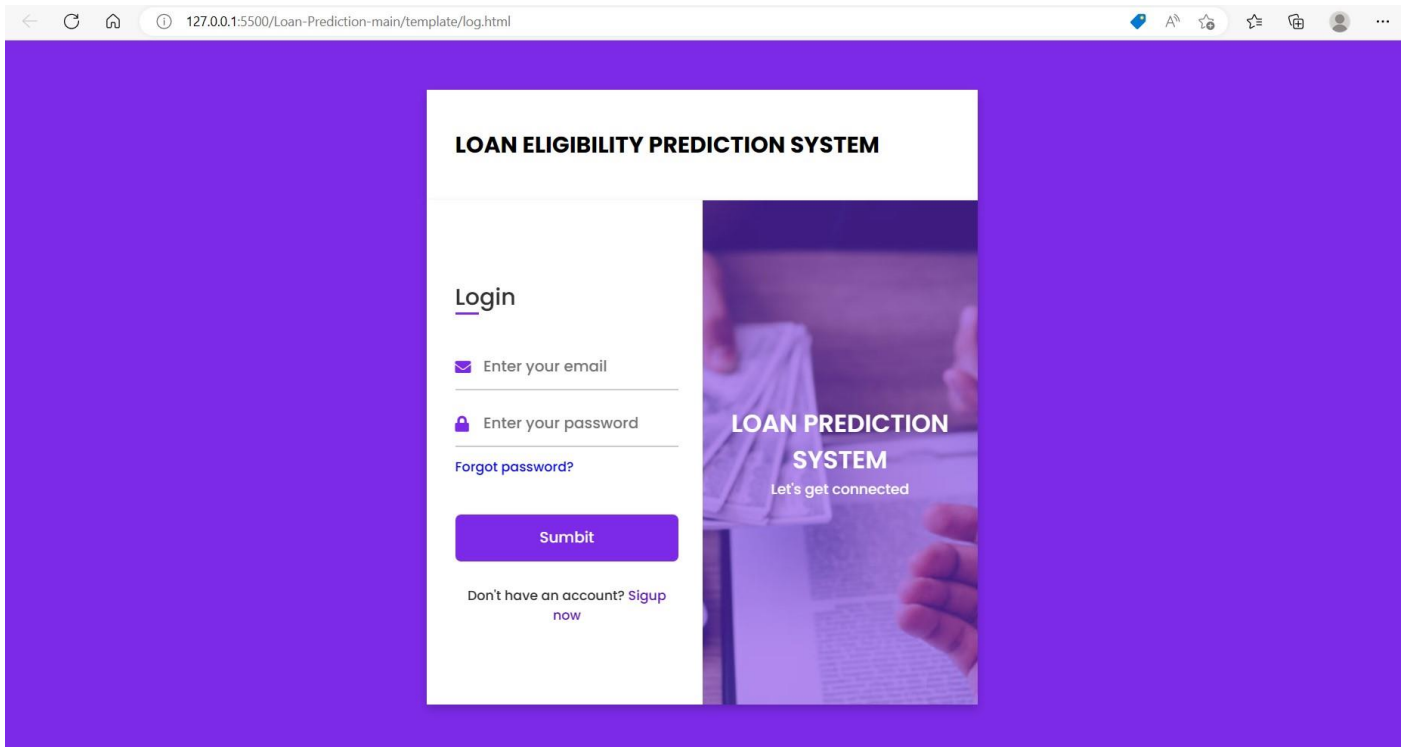 127.0.0.1:5500/Loan-Prediction-main/template/log.html
LOAN ELIGIBILITY PREDICTION SYSTEM
Login
Enter your email
Enter your password
Forgot password?
Sumbit
Don't have an account? Sigup
now
LOAN PREDICTION
SYSTEM
Let's get connected